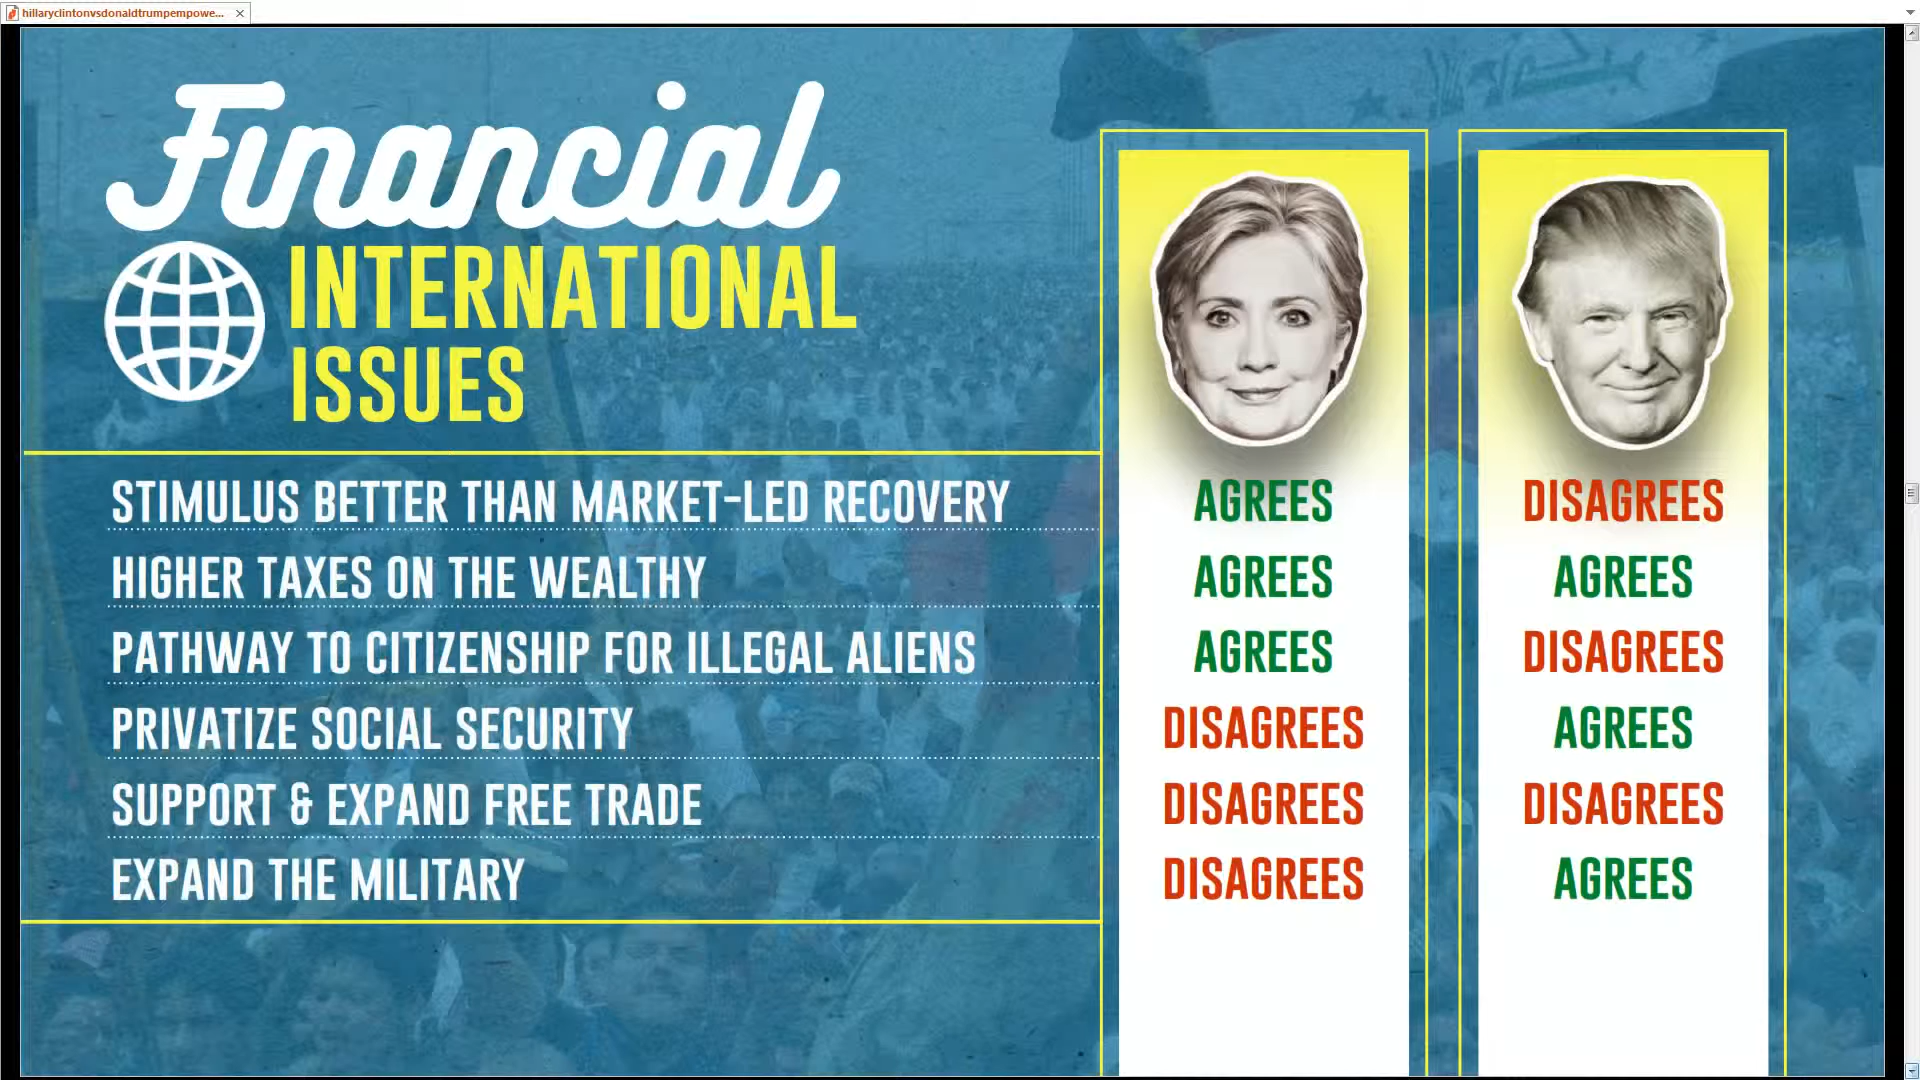 hillaryclintonvsdonaldtrumpempowe...
Financial
INTERNATIONAL
ISSUES
STIMULUS BETTER THAN MARKET-LED RECOVERY AGREES DISAGREES
HIGHER TAXES ON THE WEALTHY AGREES AGREES
PATHWAY TO CITIZENSHIP FOR ILLEGAL ALIENS AGREES DISAGREES
PRIVATIZE SOCIAL SECURITY DISAGREES AGREES
SUPPORT & EXPAND FREE TRADE DISAGREES DISAGREES
EXPAND THE MILITARY DISAGREES AGREES